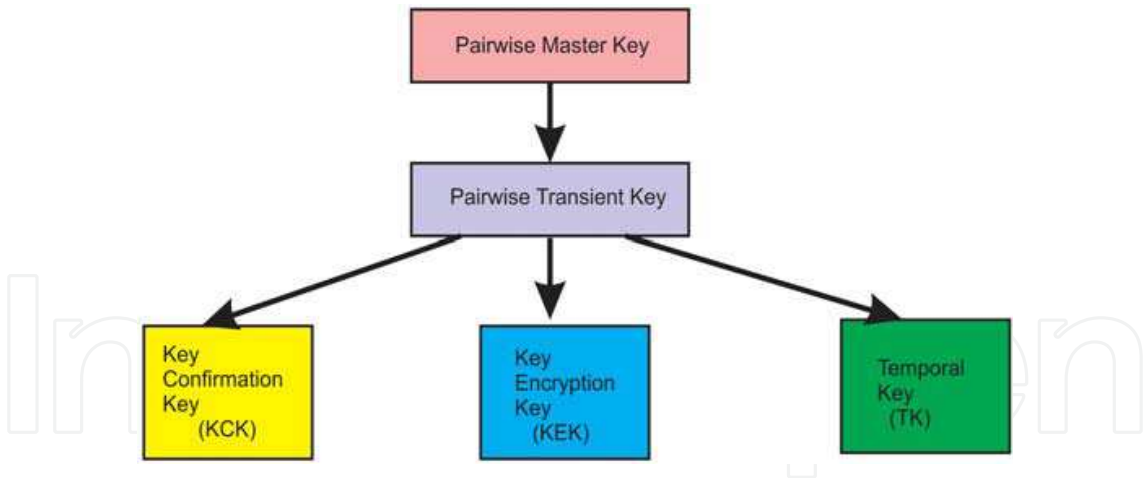 Pairwise Master Key
Pairwise Transient Key
Key
Confirmation
Key
(KCK)
Key
Encryption
Key
(KEK)
Temporal
Key
(TK)